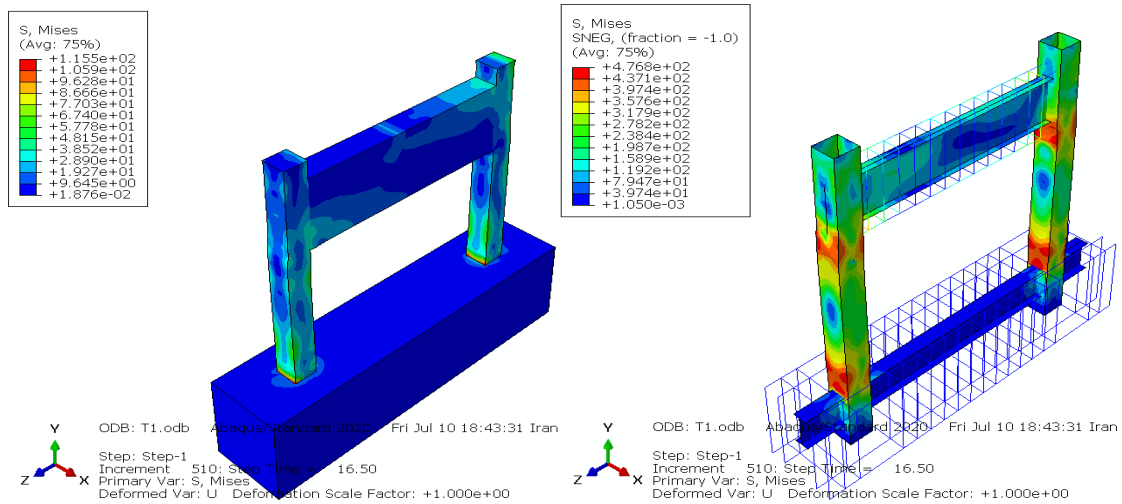 S, Mises
(Avg: 75%)
+1.155e+02
+1.059e+02
+9.628e+01
+8.666e+01
+7.703e+01
+6.740e+01
+5.778e+01
+4.815e+01
+3.852e+01
+2.890e+01
+1.927e+01
+9.645e+00
+1.876e-02
Y
Z
X
ODB: T1.odb Abaqus/Standard 2020 Fri Jul 10 18:43:31 Iran
Step: Step-1
Increment 510: Step Time = 16.50
Primary Var: S, Mises
Deformed Var: U Deformation Scale Factor: +1.000e+00
S, Mises
SNEG, (fraction = -1.0)
(Avg: 75%)
+4.768e+02
+4.371e+02
+3.974e+02
+3.576e+02
+3.179e+02
+2.782e+02
+2.384e+02
+1.987e+02
+1.589e+02
+1.192e+02
+7.947e+01
+3.974e+01
+1.050e-03
Y
Z
X
ODB: T1.odb Abaqus/Standard 2020 Fri Jul 10 18:43:31 Iran
Step: Step-1
Increment 510: Step Time = 16.50
Primary Var: S, Mises
Deformed Var: U Deformation Scale Factor: +1.000e+00